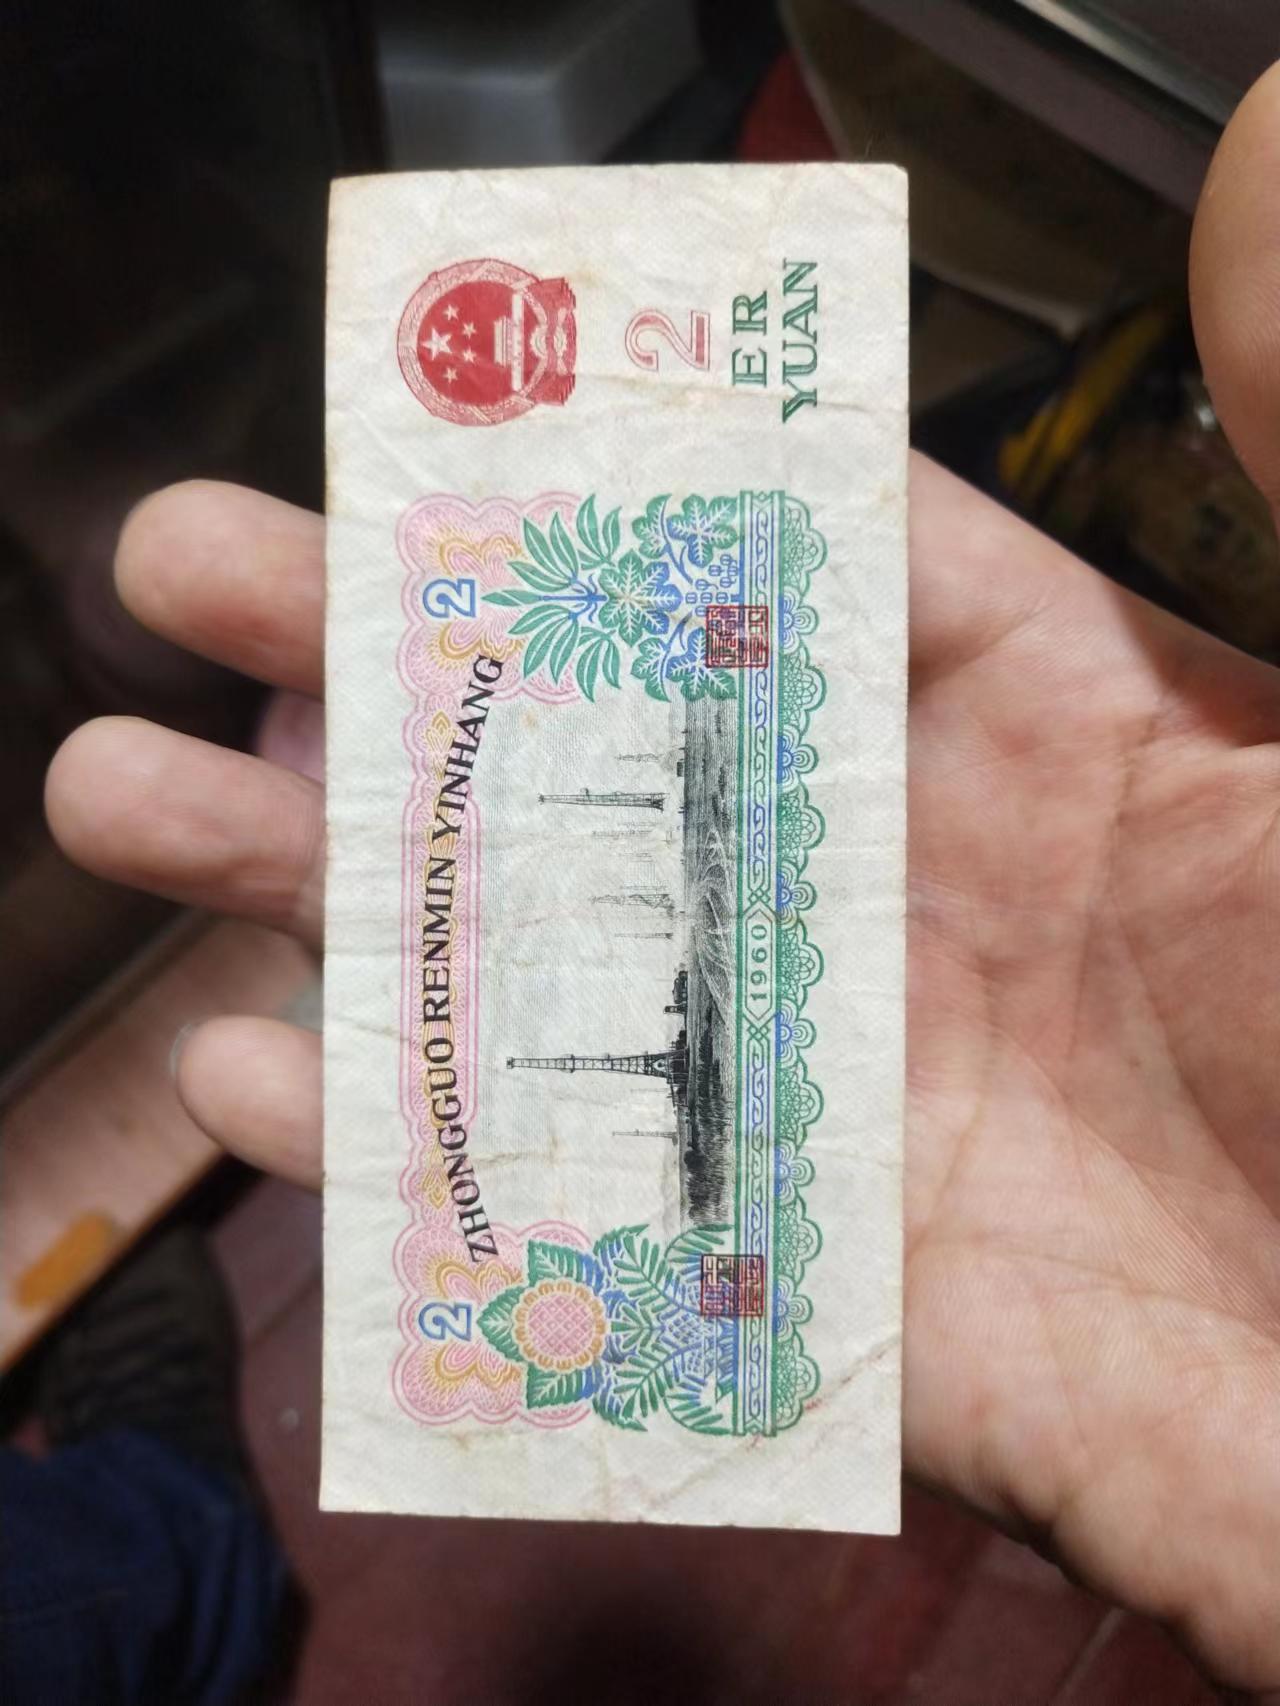 ZHONGGUO RENMIN YINHANG
2
2
2
ER
YUAN
1960